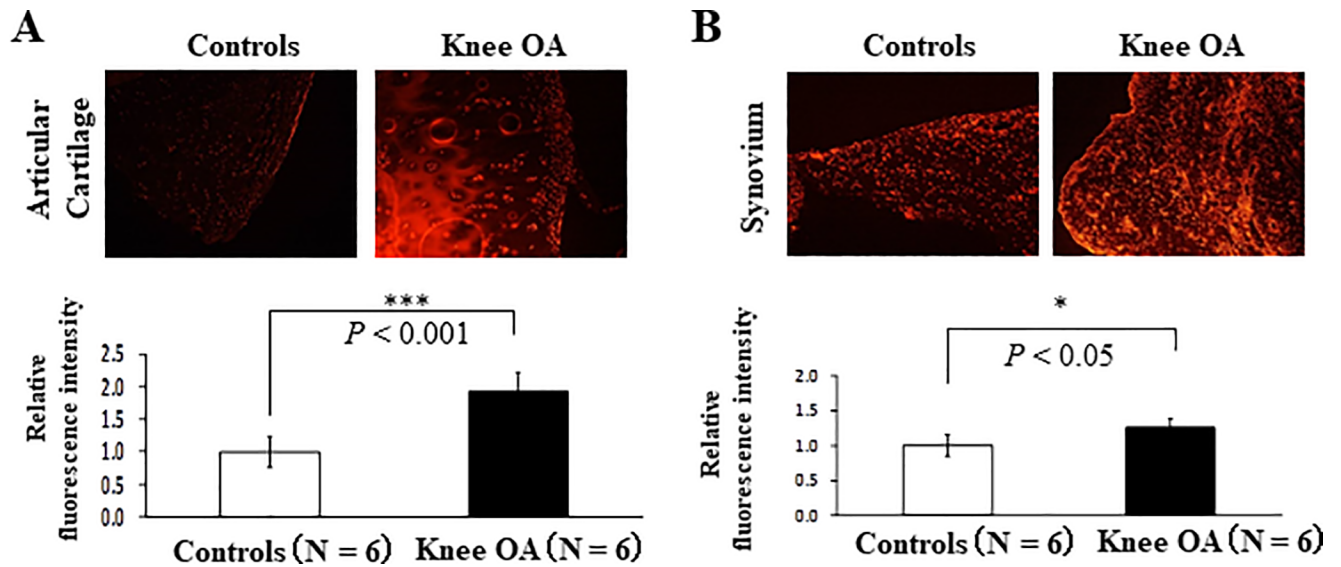 A
Controls
Knee OA
Articular
Cartilage
***
P < 0.001
Relative
fluorescence intensity
2.5
2.0
1.5
1.0
0.5
0.0
Controls (N = 6)
Knee OA (N = 6)
B
Controls
Knee OA
Synovium
*
P < 0.05
Relative
fluorescence intensity
2.0
1.5
1.0
0.5
0.0
Controls (N = 6)
Knee OA (N = 6)